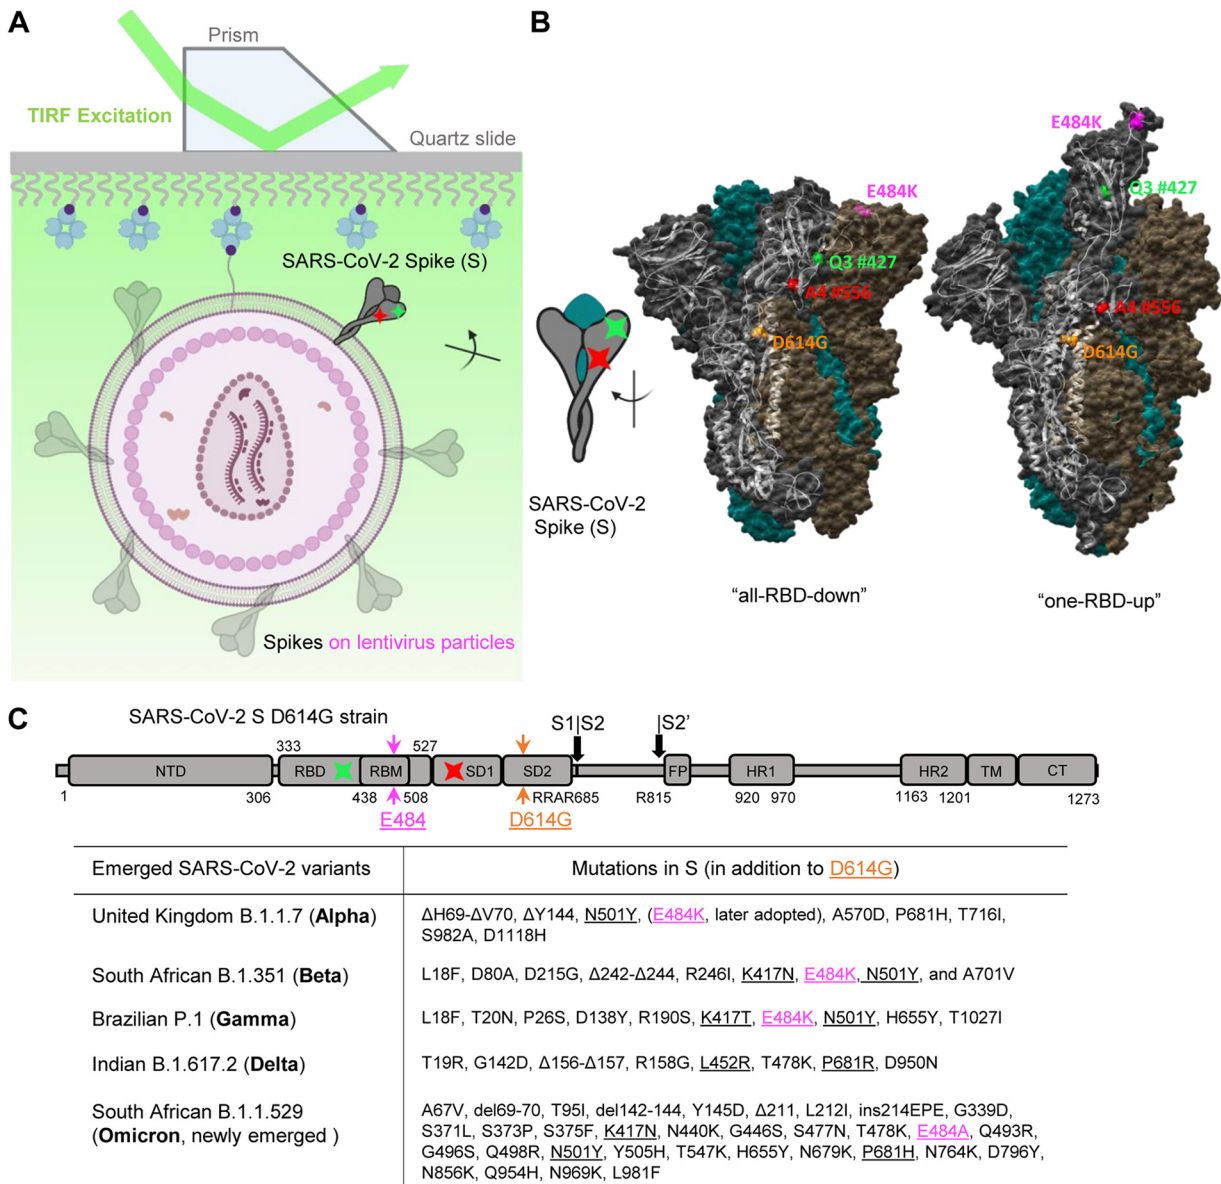 A
Prism
TIRF Excitation
Quartz slide
SARS-CoV-2 Spike (S)
Spikes on lentivirus particles
B
E484K
Q3 #427
A4 #556
D614G
E484K
Q3 #427
A4 #556
D614G
SARS-CoV-2
Spike (S)
“all-RBD-down”
“one-RBD-up”
C
SARS-CoV-2 S D614G strain
S1|S2
|S2’
333
527
NTD
RBD
RBM
SD1
SD2
FP
HR1
HR2
TM
CT
1
306
438
508
RRAR685
R815
920
970
1163
1201
1273
E484
D614G
Emerged SARS-CoV-2 variants
Mutations in S (in addition to D614G)
United Kingdom B.1.1.7 (Alpha)
ΔH69-ΔV70, ΔY144, N501Y, (E484K, later adopted), A570D, P681H, T716I,
S982A, D1118H
South African B.1.351 (Beta)
L18F, D80A, D215G, Δ242-Δ244, R246I, K417N, E484K, N501Y, and A701V
Brazilian P.1 (Gamma)
L18F, T20N, P26S, D138Y, R190S, K417T, E484K, N501Y, H655Y, T1027I
Indian B.1.617.2 (Delta)
T19R, G142D, Δ156-Δ157, R158G, L452R, T478K, P681R, D950N
South African B.1.1.529
(Omicron, newly emerged )
A67V, del69-70, T95I, del142-144, Y145D, Δ211, L212I, ins214EPE, G339D,
S371L, S373P, S375F, K417N, N440K, G446S, S477N, T478K, E484A, Q493R,
G496S, Q498R, N501Y, Y505H, T547K, H655Y, N679K, P681H, N764K, D796Y,
N856K, Q954H, N969K, L981F